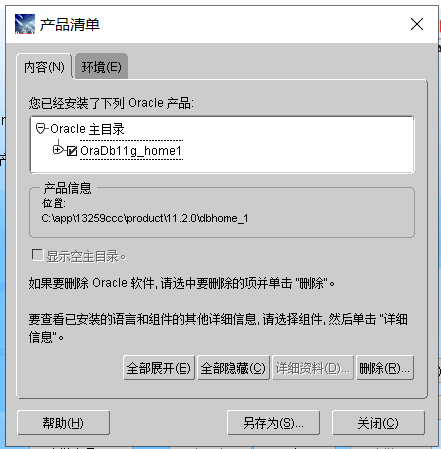 产品清单
内容(N)
环境(E)
您已经安装了下列 Oracle 产品:
Oracle 主目录
OraDb11g_home1
产品信息
位置:
C:\app\13259ccc\product\11.2.0\dbhome_1
显示空主目录。
如果要删除 Oracle 软件, 请选中要删除的项并单击 "删除"。
要查看已安装的语言和组件的其他详细信息, 请选择组件, 然后单击 "详细
信息"。
全部展开(E)
全部隐藏(C)
详细资料(D)...
删除(R)...
帮助(H)
另存为(S)...
关闭(C)